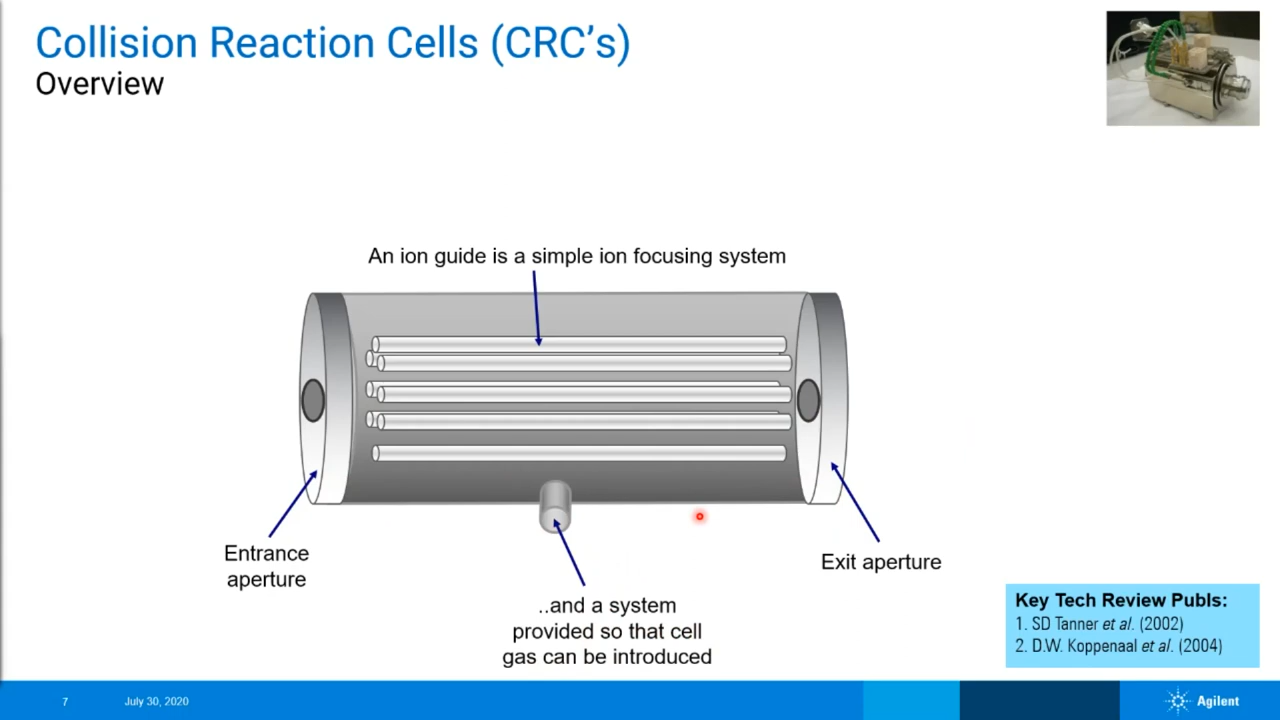 Collision Reaction Cells (CRC's)
Overview
An ion guide is a simple ion focusing system
Entrance
aperture
..and a system
provided so that cell
gas can be introduced
Exit aperture
Key Tech Review Publs:
1. SD Tanner et al. (2002)
2. D.W. Koppenaal et al. (2004)
7
July 30, 2020
Agilent